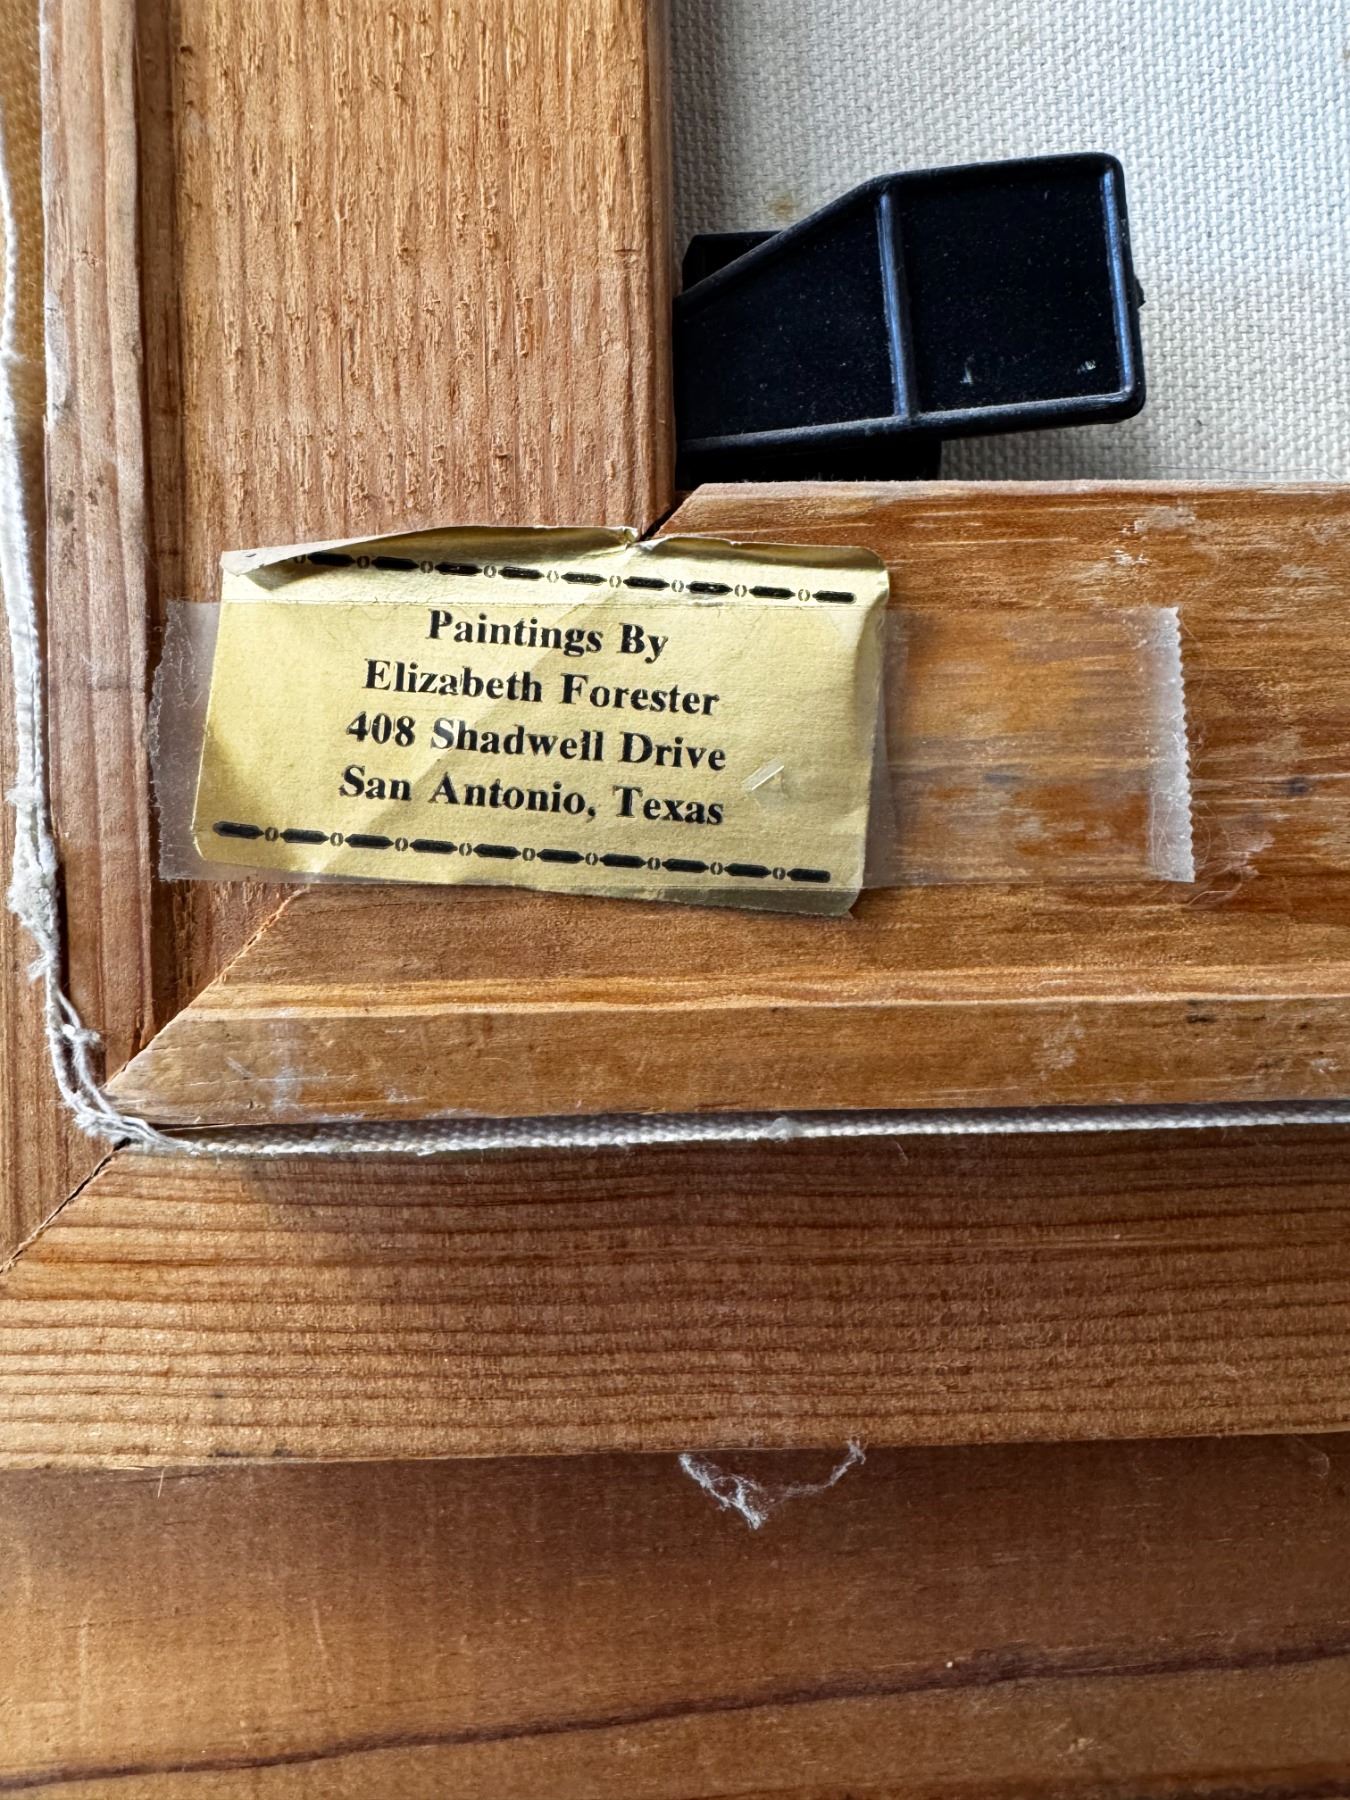 Paintings By
Elizabeth Forester
408 Shadwell Drive
San Antonio, Texas